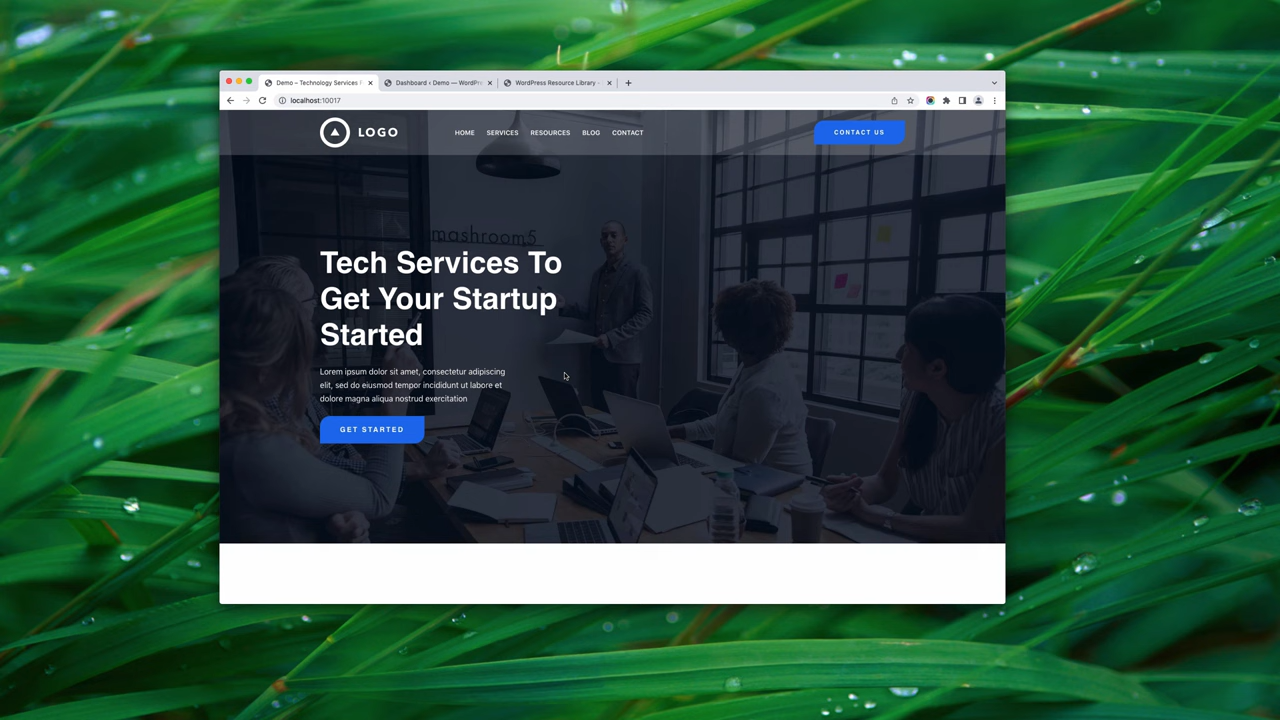 Demo – Technology Services F
Dashboard ‹ Demo — WordPre
WordPress Resource Library -
localhost:10017
LOGO
HOME
SERVICES
RESOURCES
BLOG
CONTACT
CONTACT US
mashroom5
Tech Services To
Get Your Startup
Started
Lorem ipsum dolor sit amet, consectetur adipiscing
elit, sed do eiusmod tempor incididunt ut labore et
dolore magna aliqua nostrud exercitation
GET STARTED